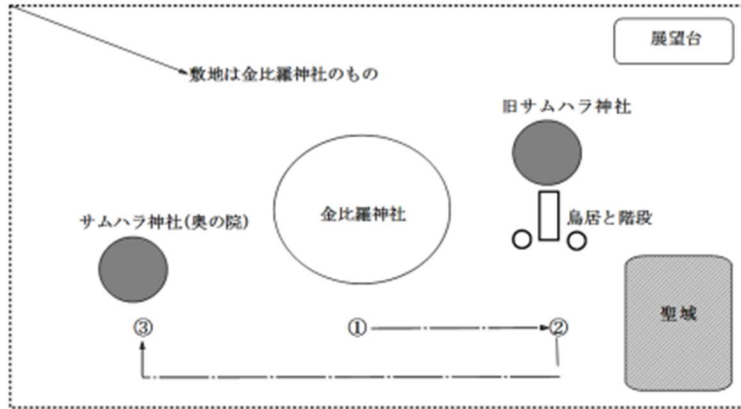 展望台
敷地は金比羅神社のもの
旧サムハラ神社
金比羅神社
鳥居と階段
サムハラ神社(奥の院)
聖城
③
①
②